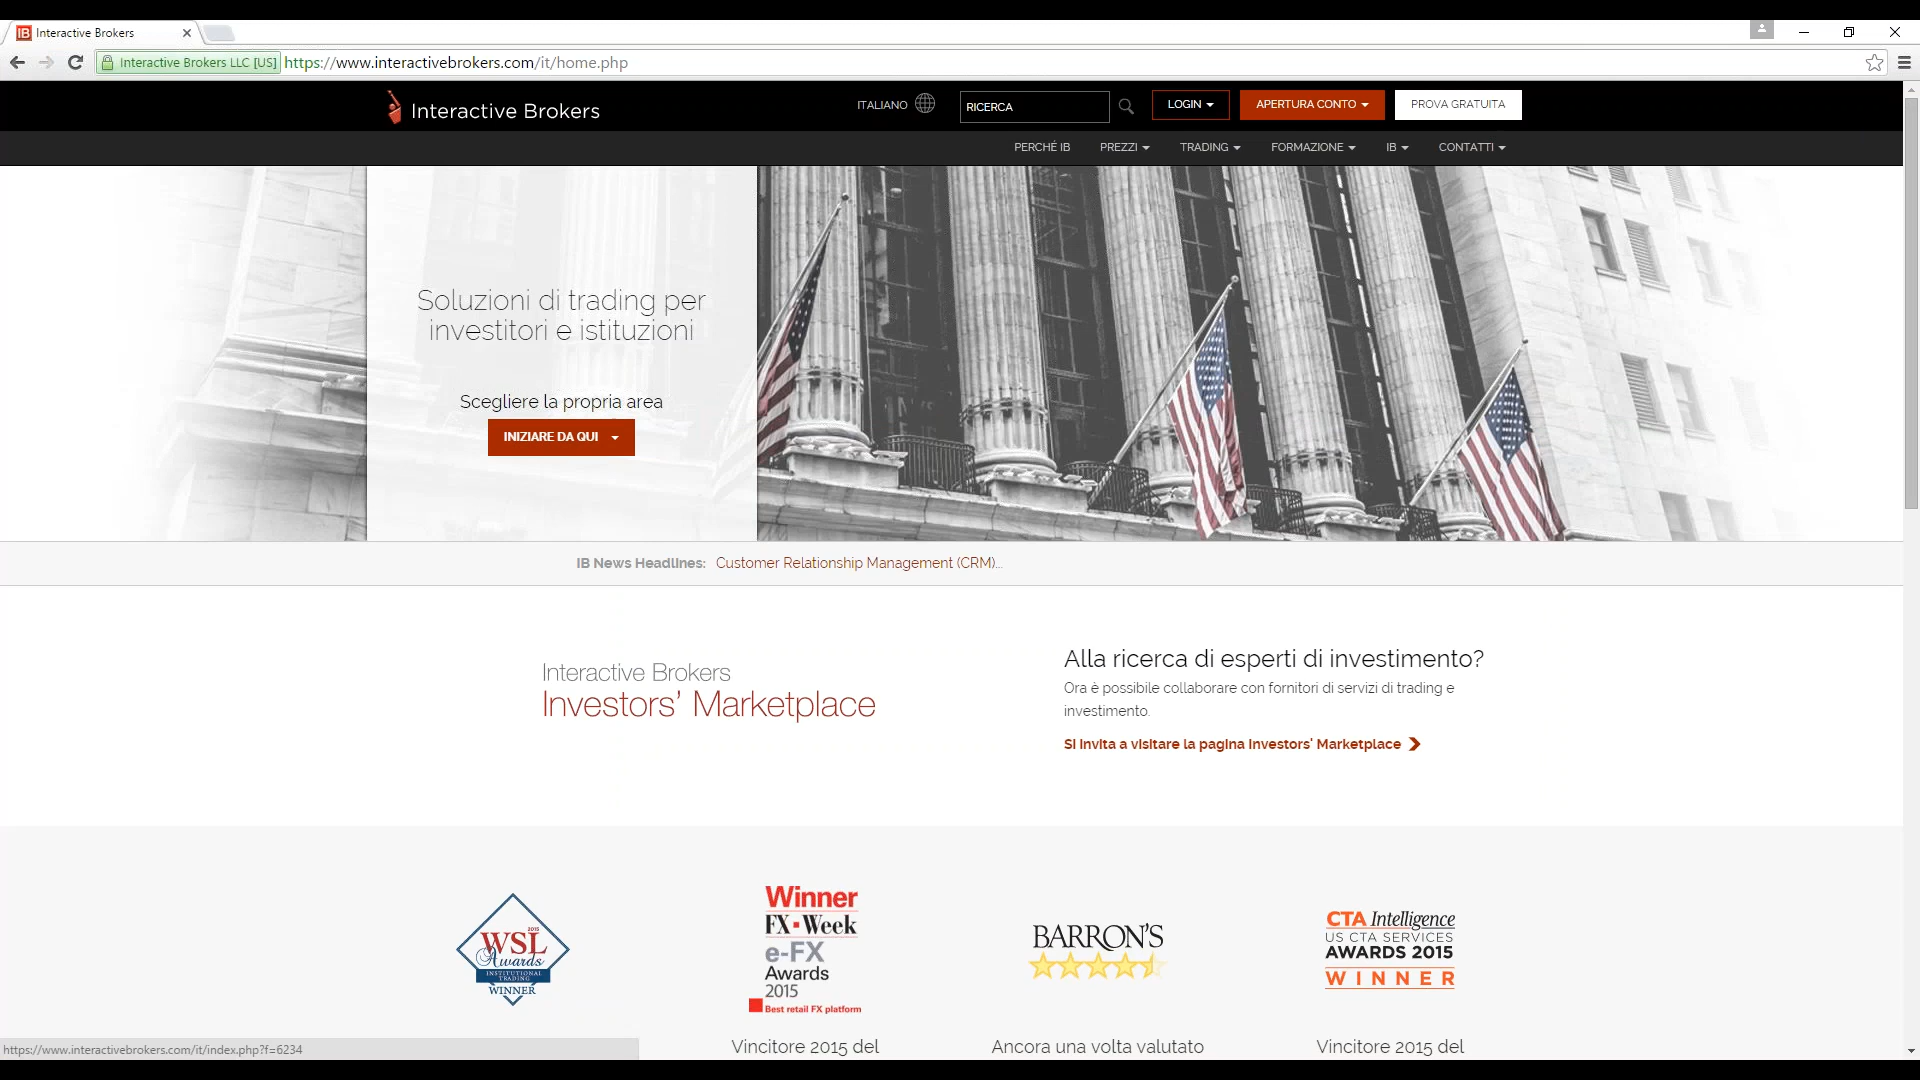 Interactive Brokers
Interactive Brokers LLC [US]
https://www.interactivebrokers.com/it/home.php
Interactive Brokers
ITALIANO
RICERCA
LOGIN
APERTURA CONTO
PROVA GRATUITA
PERCHÉ IB
PREZZI
TRADING
FORMAZIONE
IB
CONTATTI
Soluzioni di trading per
investitori e istituzioni
Scegliere la propria area
INIZIARE DA QUI
IB News Headlines: Customer Relationship Management (CRM)...
Interactive Brokers
Investors' Marketplace
Alla ricerca di esperti di investimento?
Ora è possibile collaborare con fornitori di servizi di trading e
investimento.
Si invita a visitare la pagina Investors' Marketplace
2015
WSL
Awards
INSTITUTIONAL
TRADING
WINNER
Winner
FX Week
e-FX
Awards
2015
Best retail FX platform
BARRON'S
CTA Intelligence
US CTA SERVICES
AWARDS 2015
WINNER
Vincitore 2015 del
Ancora una volta valutato
Vincitore 2015 del
https://www.interactivebrokers.com/it/index.php?f=6234